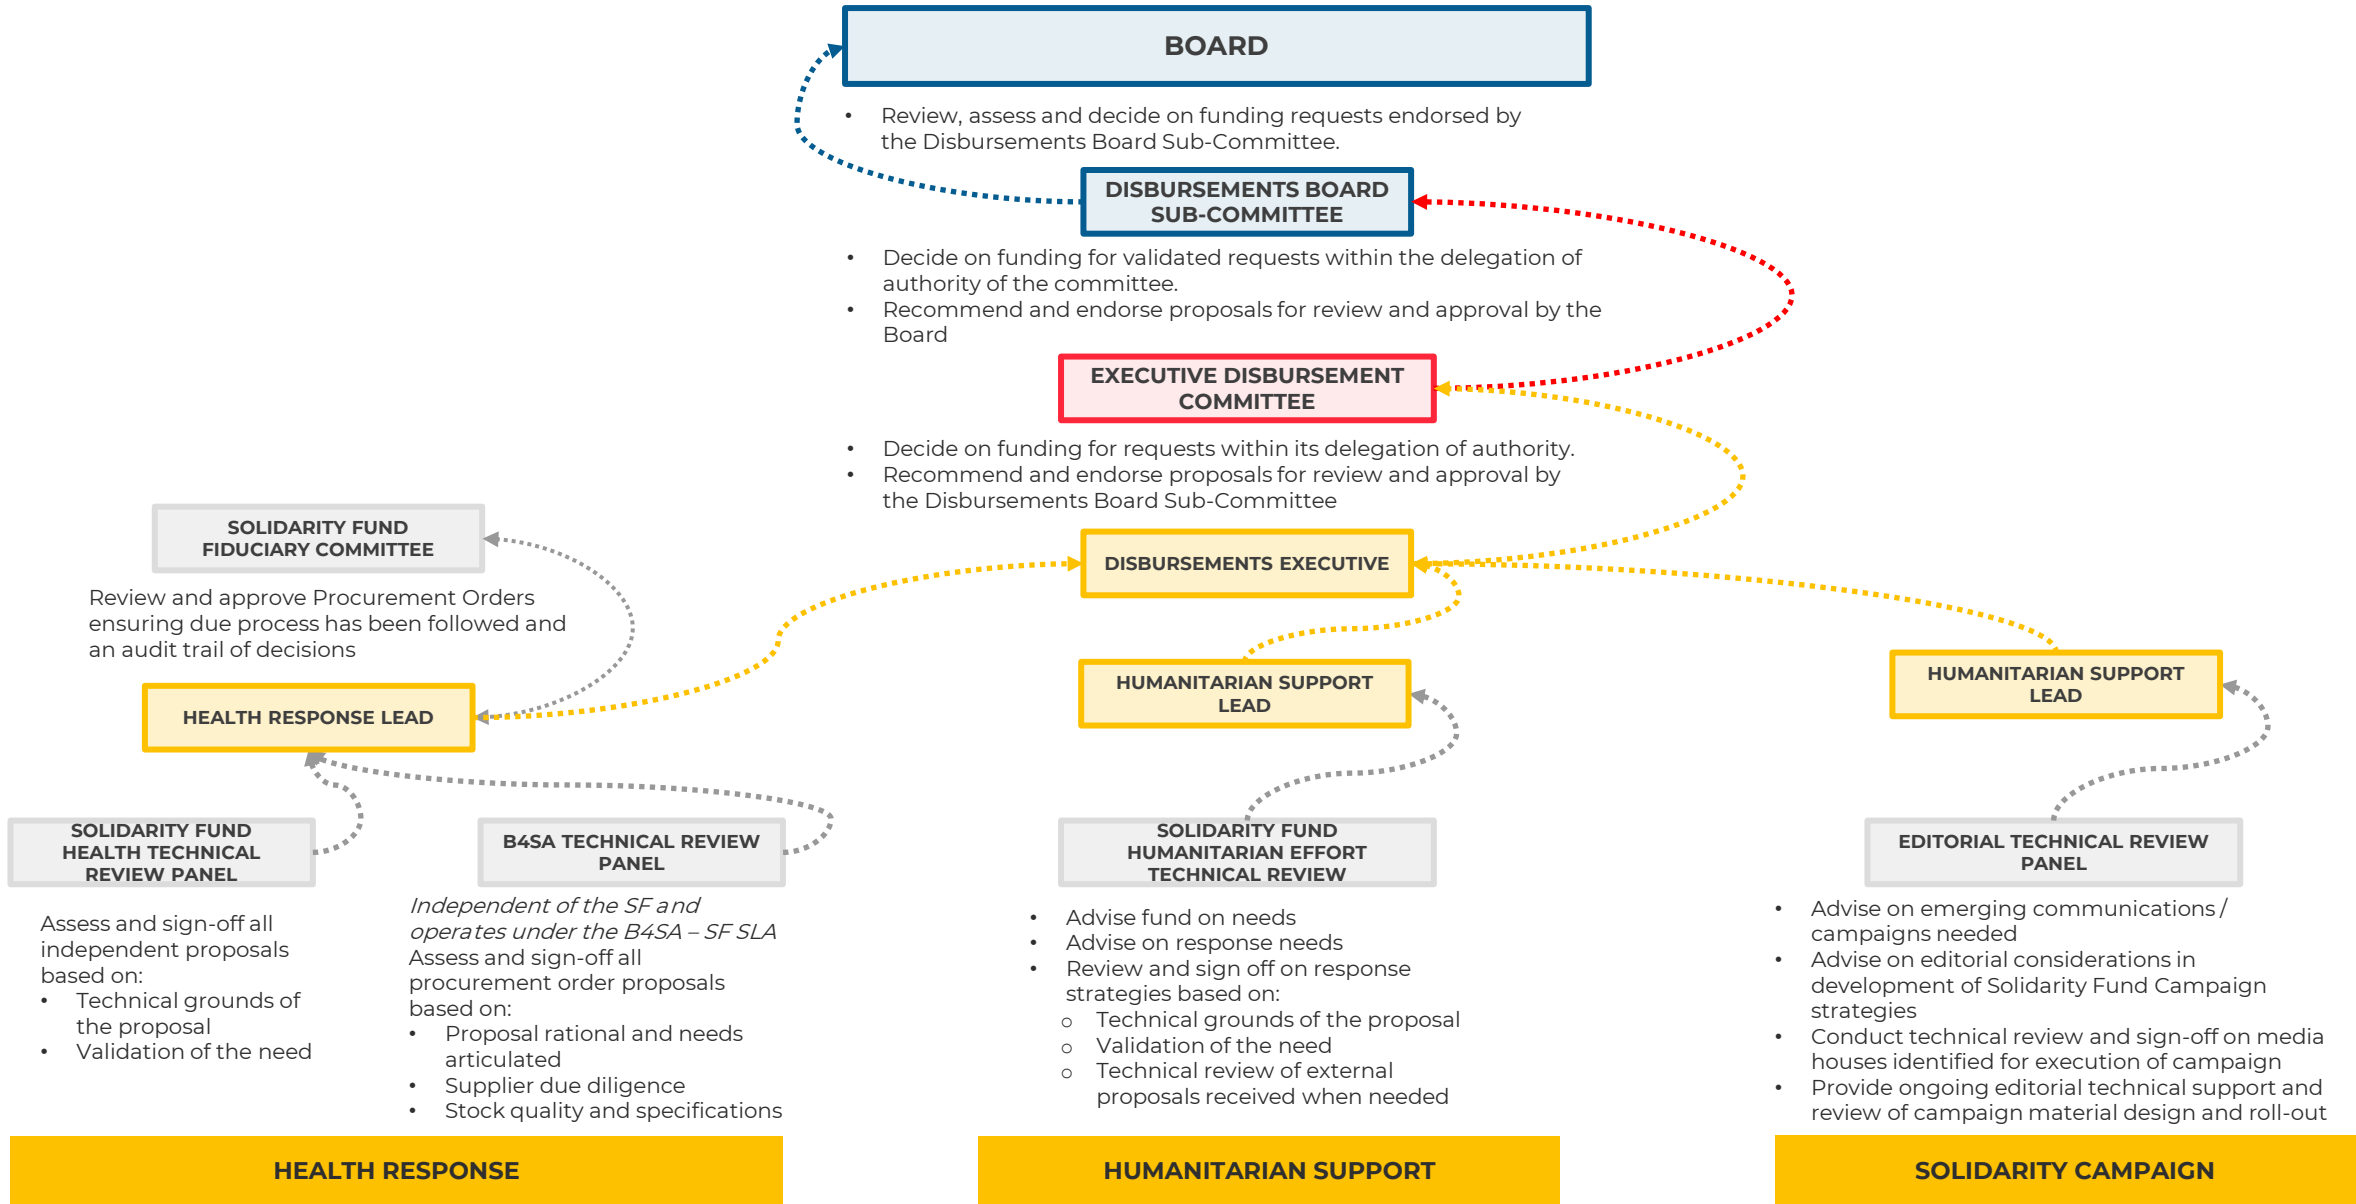 BOARD
• Review, assess and decide on funding requests endorsed by
the Disbursements Board Sub-Committee.
DISBURSEMENTS BOARD
SUB-COMMITTEE
• Decide on funding for validated requests within the delegation of
authority of the committee.
• Recommend and endorse proposals for review and approval by the
Board
EXECUTIVE DISBURSEMENT
COMMITTEE
• Decide on funding for requests within its delegation of authority.
• Recommend and endorse proposals for review and approval by
the Disbursements Board Sub-Committee
SOLIDARITY FUND
FIDUCIARY COMMITTEE
Review and approve Procurement Orders
ensuring due process has been followed and
an audit trail of decisions
DISBURSEMENTS EXECUTIVE
HEALTH RESPONSE LEAD
HUMANITARIAN SUPPORT
LEAD
HUMANITARIAN SUPPORT
LEAD
SOLIDARITY FUND
HEALTH TECHNICAL
REVIEW PANEL
Assess and sign-off all
independent proposals
based on:
• Technical grounds of
the proposal
• Validation of the need
B4SA TECHNICAL REVIEW
PANEL
Independent of the SF and
operates under the B4SA – SF SLA
Assess and sign-off all
procurement order proposals
based on:
• Proposal rational and needs
articulated
• Supplier due diligence
• Stock quality and specifications
SOLIDARITY FUND
HUMANITARIAN EFFORT
TECHNICAL REVIEW
• Advise fund on needs
• Advise on response needs
• Review and sign off on response
strategies based on:
o Technical grounds of the proposal
o Validation of the need
o Technical review of external
proposals received when needed
EDITORIAL TECHNICAL REVIEW
PANEL
• Advise on emerging communications /
campaigns needed
• Advise on editorial considerations in
development of Solidarity Fund Campaign
strategies
• Conduct technical review and sign-off on media
houses identified for execution of campaign
• Provide ongoing editorial technical support and
review of campaign material design and roll-out
HEALTH RESPONSE
HUMANITARIAN SUPPORT
SOLIDARITY CAMPAIGN